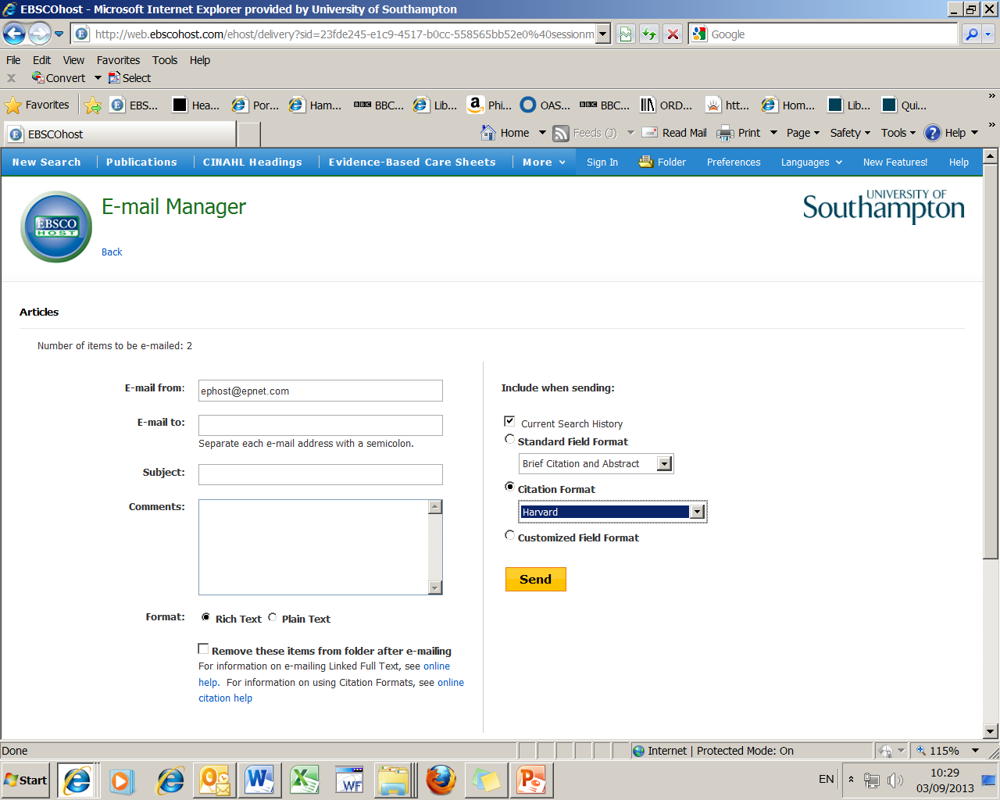 EBSCOhost - Microsoft Internet Explorer provided by University of Southampton
http://web.ebscohost.com/ehost/delivery?sid=23fde245-e1c9-4517-b0cc-558565bb52e0%40sessionm
Google
File Edit View Favorites Tools Help
x Convert Select
Favorites EBS... Hea... Por... Ham... BBC BBC... Lib... Phi... OAS... BBC BBC... ORD... htt... Hom... Lib... Qui...
EBSCOhost Home Feeds (J) Read Mail Print Page Safety Tools Help
New Search Publications CINAHL Headings Evidence-Based Care Sheets More Sign In Folder Preferences Languages New Features! Help
EBSCO
HOST
E-mail Manager
UNIVERSITY OF
Southampton
Back
Articles
Number of items to be e-mailed: 2
E-mail from: ephost@epnet.com
E-mail to:
Separate each e-mail address with a semicolon.
Subject:
Comments:
Format: Rich Text Plain Text
Remove these items from folder after e-mailing
For information on e-mailing Linked Full Text, see online
help. For information on using Citation Formats, see online
citation help
Include when sending:
Current Search History
Standard Field Format
Brief Citation and Abstract
Citation Format
Harvard
Customized Field Format
Send
Done Internet | Protected Mode: On 115%
Start WF EN 10:29
03/09/2013